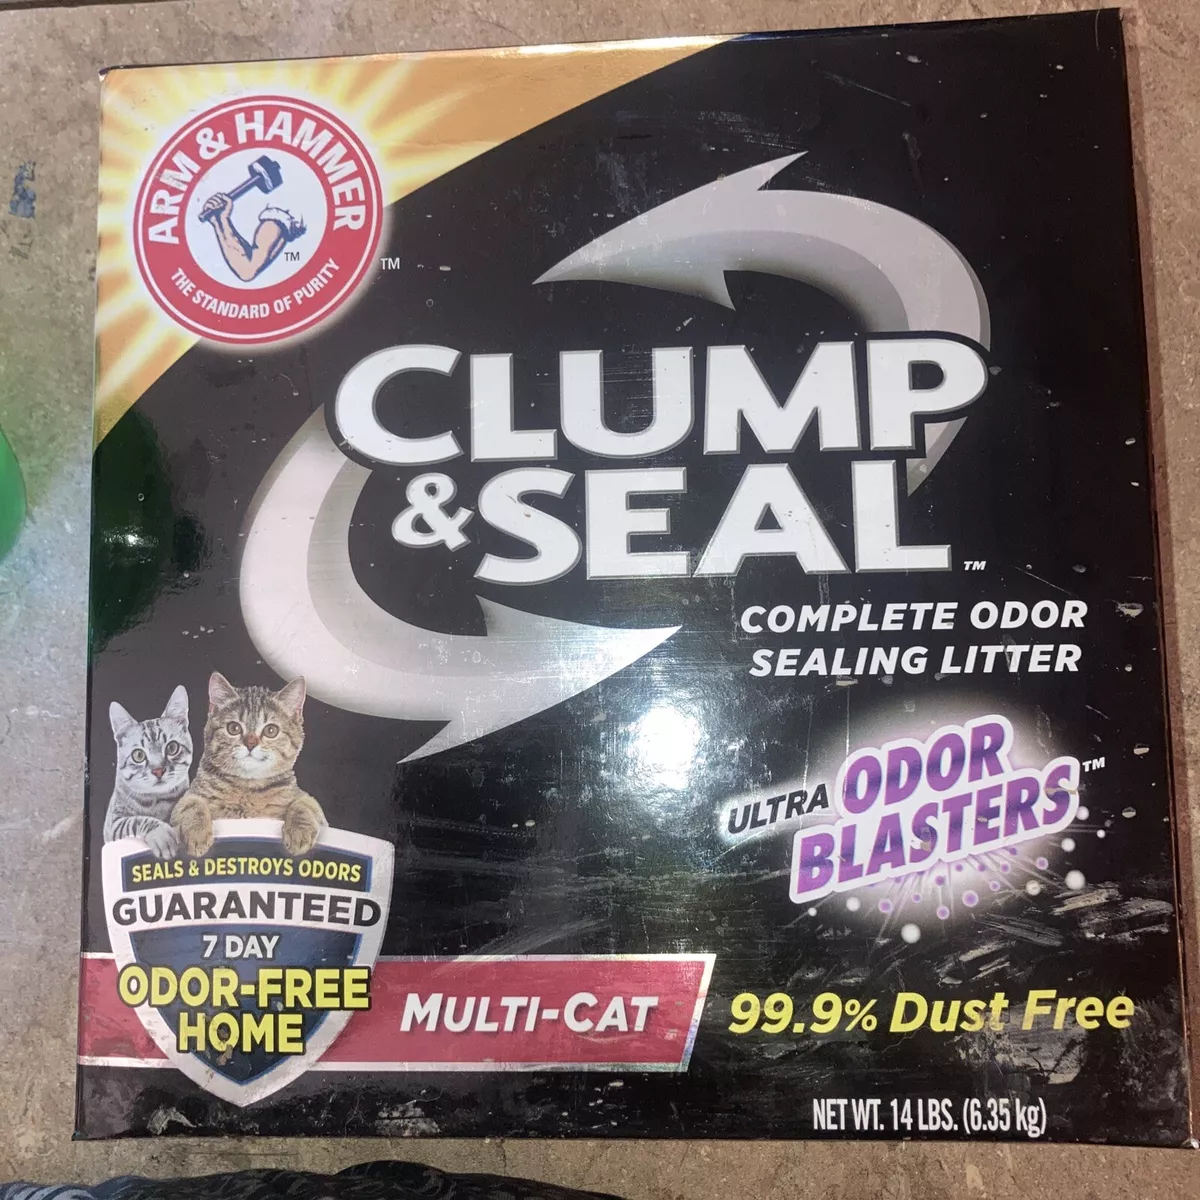 ARM & HAMMER
THE STANDARD OF PURITY
TM
TM
CLUMP
& SEAL
TM
COMPLETE ODOR
SEALING LITTER
ULTRA ODOR
BLASTERS
TM
SEALS & DESTROYS ODORS
GUARANTEED
7 DAY
ODOR-FREE
HOME
MULTI-CAT
99.9% Dust Free
NET WT. 14 LBS. (6.35 kg)